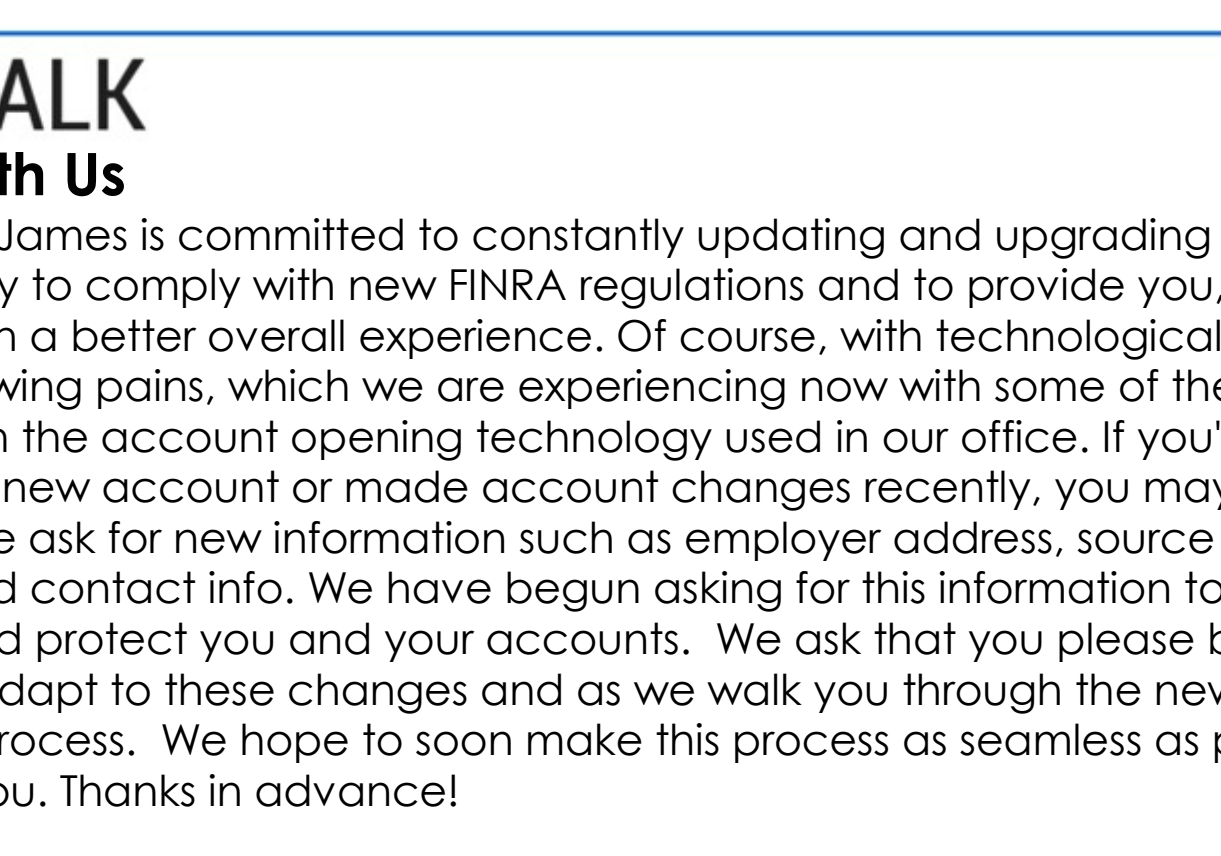 ALK
th Us
James is committed to constantly updating and upgrading
y to comply with new FINRA regulations and to provide you,
n a better overall experience. Of course, with technological
wing pains, which we are experiencing now with some of the
n the account opening technology used in our office. If you'
new account or made account changes recently, you may
e ask for new information such as employer address, source
d contact info. We have begun asking for this information to
d protect you and your accounts.  We ask that you please b
dapt to these changes and as we walk you through the new
rocess.  We hope to soon make this process as seamless as p
ou. Thanks in advance!